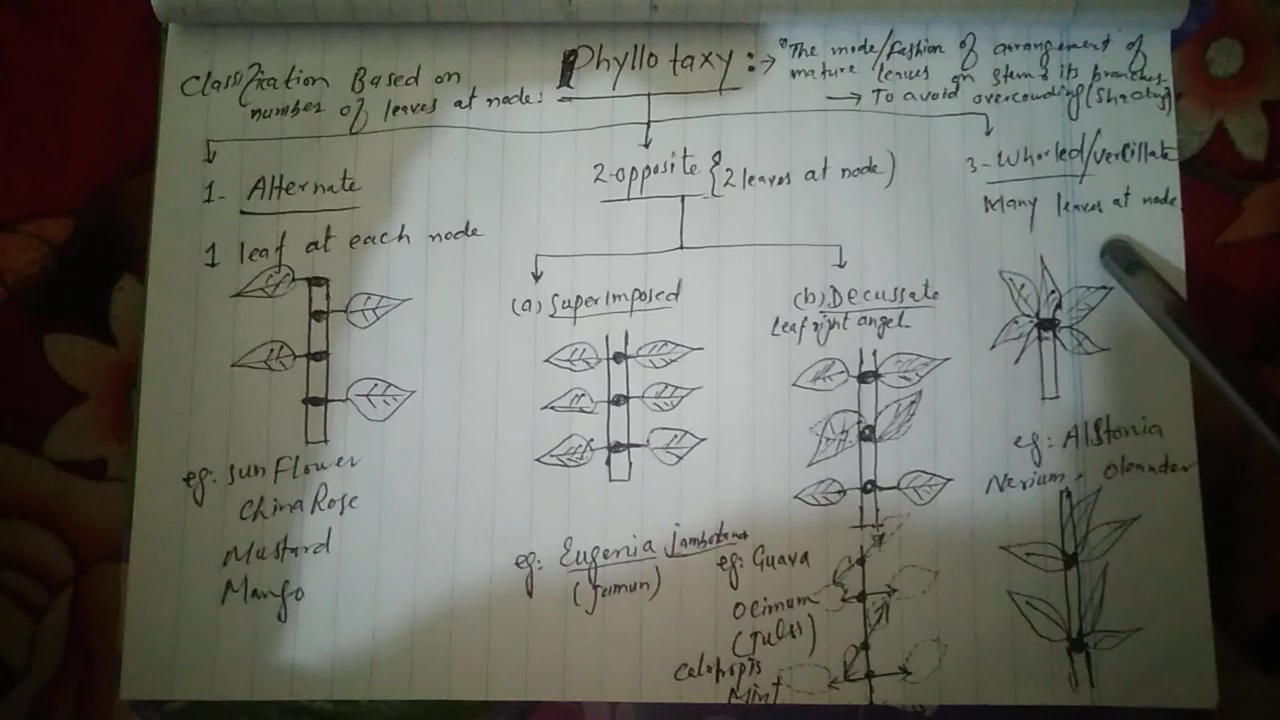 Classification Based on
number of leaves at node:
Phyllotaxy :→ "The mode/fashion of arrangement of
mature leaves on stem & its branches.
→ To avoid overcouding (Shading)
1- Alternate
1 leaf at each node
eg: sun Flower
China Rose
Mustard
Mango
2-opposite {2 leaves at node)
(a) Superimposed
eg: Eugenia jambolana
(Jamun)
(b) Decussate
Leaf right angel.
eg: Guava
Ocimum
(Tulsi)
Calotropis
Mint
3-Whorled/verticillate
Many leaves at node
eg: Alstonia
Nerium - Oleander